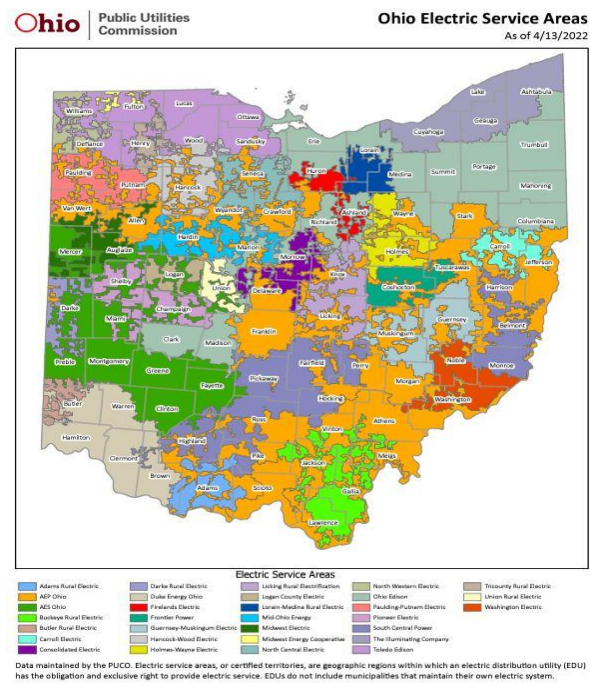 Ohio
Public Utilities
Commission
Ohio Electric Service Areas
As of 4/13/2022
Williams
Fulton
Lucas
Ottawa
Lake
Ashtabula
Geauga
Cuyahoga
Defiance
Henry
Wood
Sandusky
Erie
Lorain
Trumbull
Paulding
Putnam
Hancock
Seneca
Huron
Medina
Summit
Portage
Mahoning
Van Wert
Allen
Wyandot
Crawford
Richland
Ashland
Wayne
Stark
Columbiana
Mercer
Auglaize
Hardin
Marion
Morrow
Holmes
Carroll
Jefferson
Tuscarawas
Shelby
Logan
Union
Delaware
Knox
Coshocton
Harrison
Darke
Miami
Champaign
Licking
Guernsey
Belmont
Clark
Madison
Franklin
Muskingum
Preble
Montgomery
Greene
Fayette
Pickaway
Fairfield
Perry
Noble
Monroe
Morgan
Butler
Warren
Clinton
Hocking
Washington
Hamilton
Clermont
Highland
Ross
Vinton
Athens
Brown
Pike
Jackson
Meigs
Adams
Scioto
Gallia
Lawrence
Electric Service Areas
Adams Rural Electric
AEP Ohio
AES Ohio
Buckeye Rural Electric
Butler Rural Electric
Carroll Electric
Consolidated Electric
Darke Rural Electric
Duke Energy Ohio
Firelands Electric
Frontier Power
Guernsey-Muskingum Electric
Hancock-Wood Electric
Holmes-Wayne Electric
Licking Rural Electrification
Logan County Electric
Lorain-Medina Rural Electric
Mid-Ohio Energy
Midwest Electric
Midwest Energy Cooperative
North Central Electric
North Western Electric
Ohio Edison
Paulding-Putnam Electric
Pioneer Electric
South Central Power
The Illuminating Company
Toledo Edison
Tricounty Rural Electric
Union Rural Electric
Washington Electric
Data maintained by the PUCO. Electric service areas, or certified territories, are geographic regions within which an electric distribution utility (EDU)
has the obligation and exclusive right to provide electric service. EDUs do not include municipalities that maintain their own electric system.